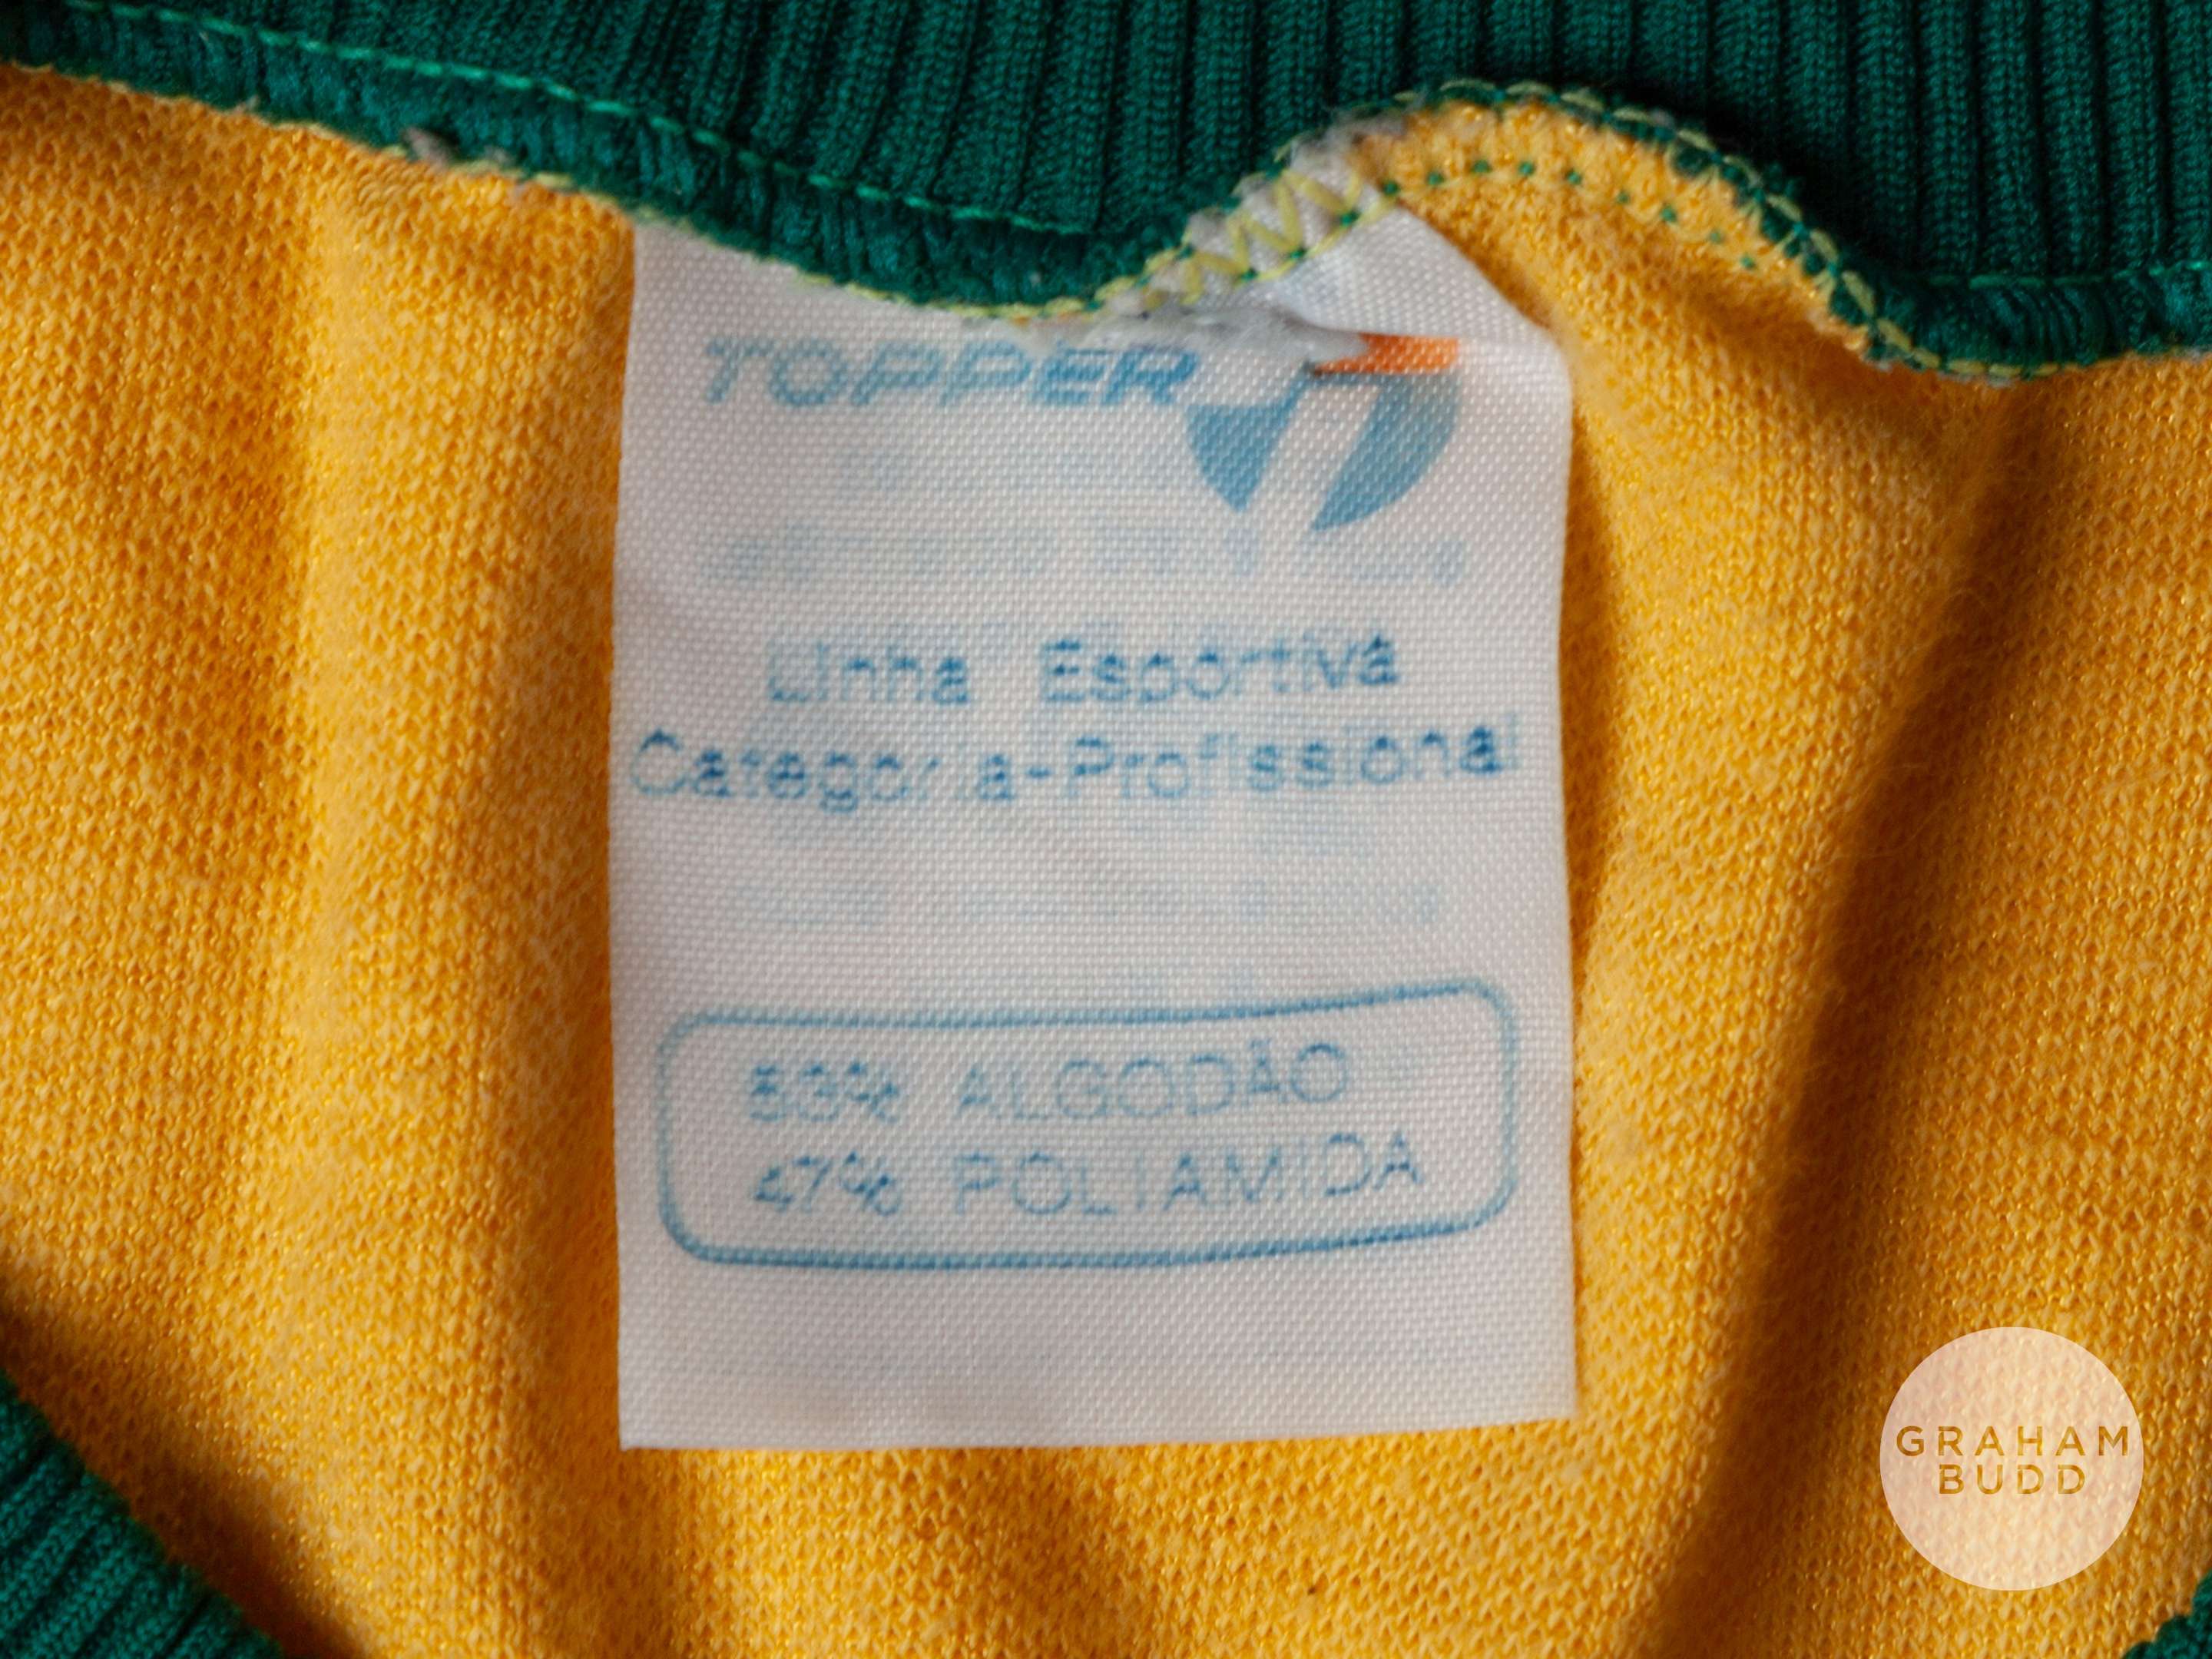 TOPPER
Linha Esportiva
Categoria-Profissional
53% ALGODÃO
47% POLIAMIDA
GRAHAM
BUDD